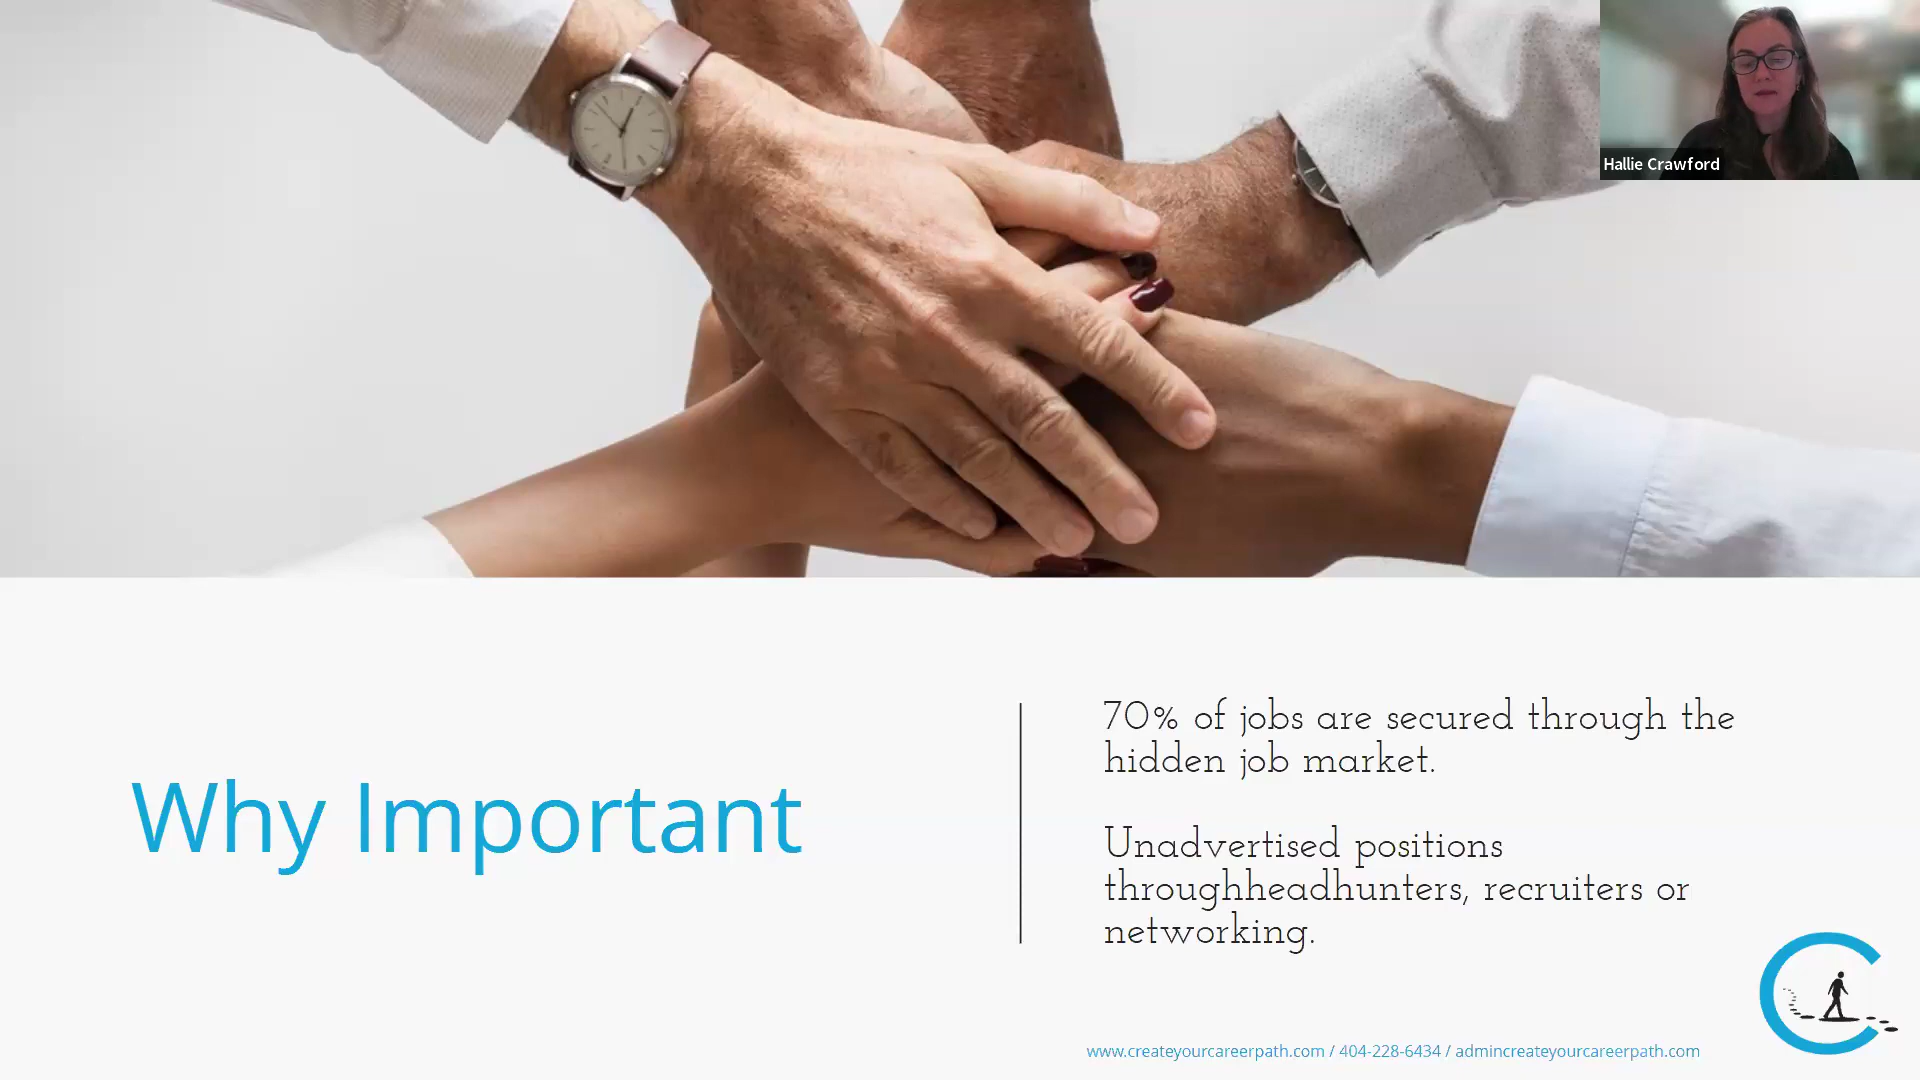 Hallie Crawford
Why Important
70% of jobs are secured through the
hidden job market.
Unadvertised positions
throughheadhunters, recruiters or
networking.
www.createyourcareerpath.com / 404-228-6434 / admincreateyourcareerpath.com